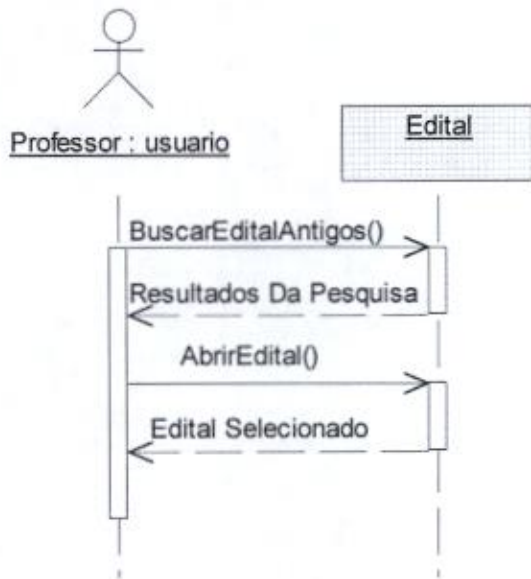 Professor : usuario
Edital
BuscarEditalAntigos()
Resultados Da Pesquisa
AbrirEdital()
Edital Selecionado